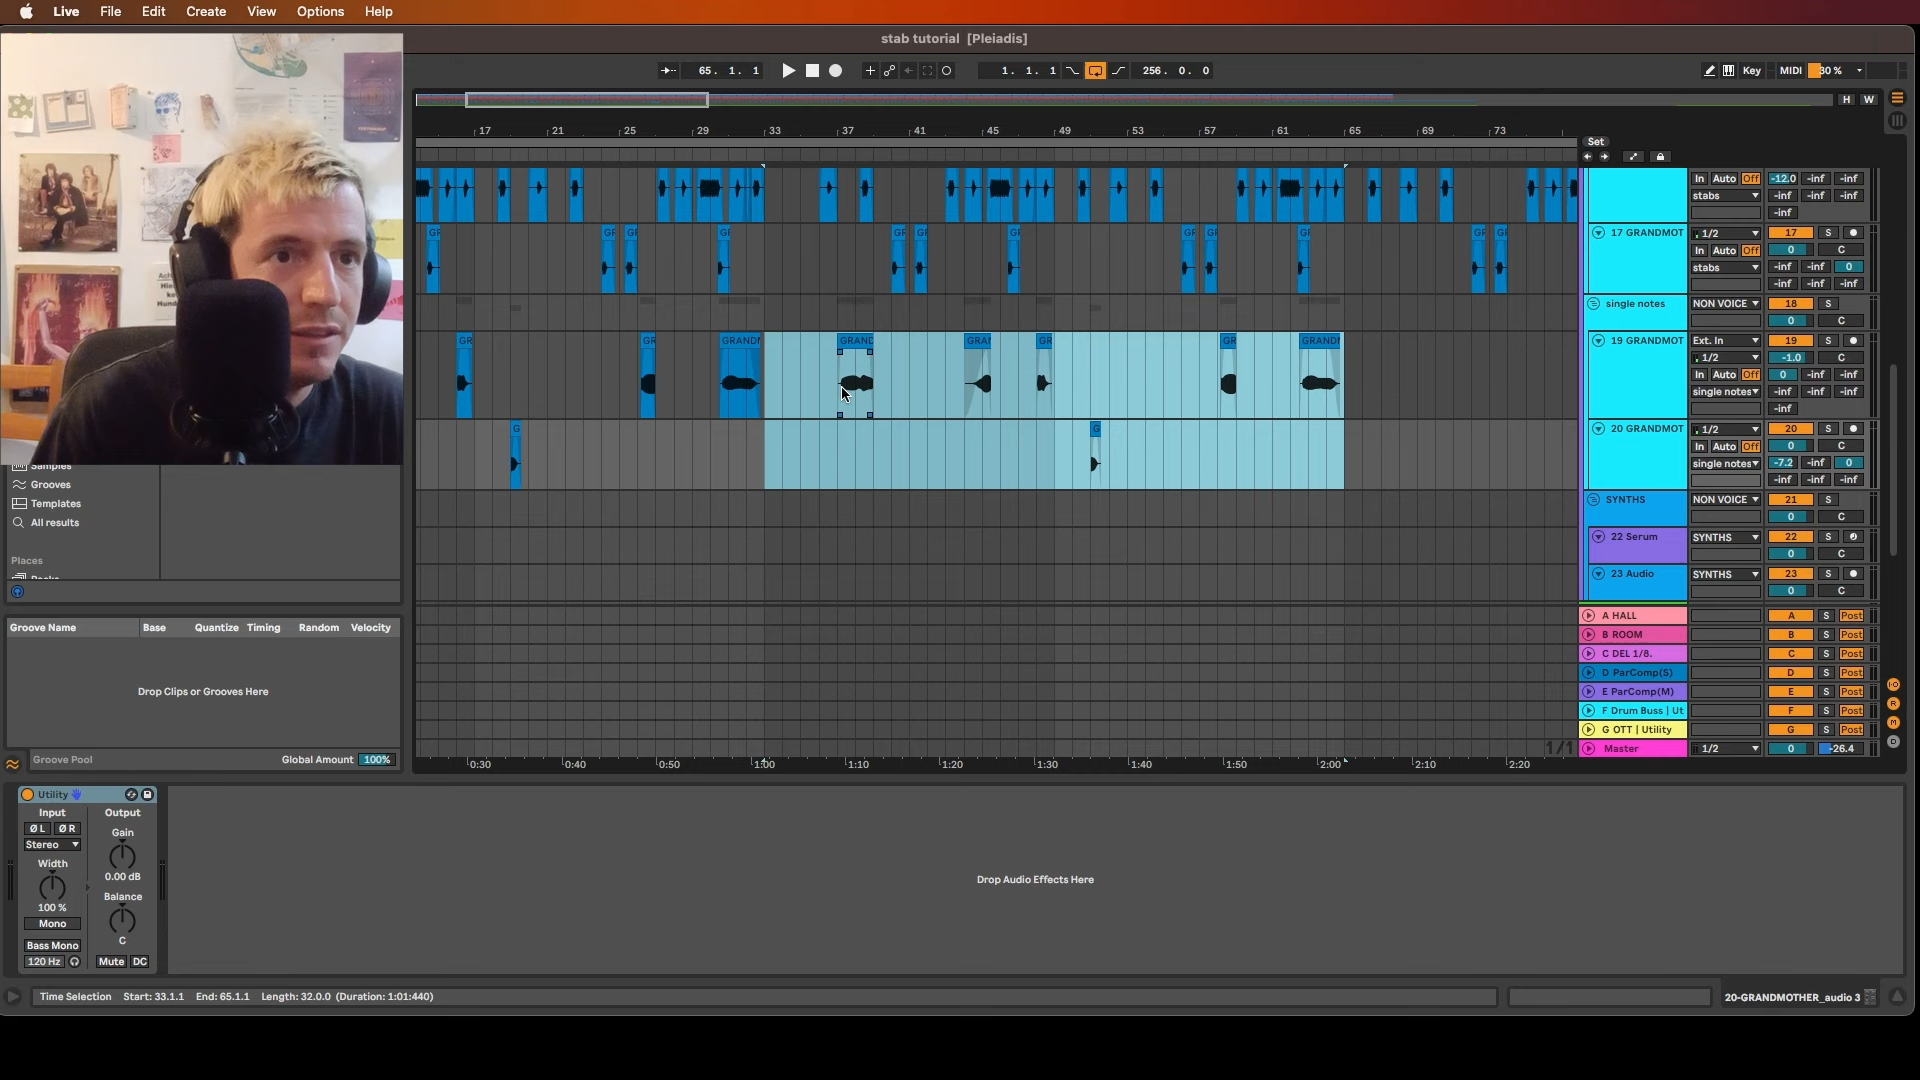 Live File Edit Create View Options Help
stab tutorial [Pleiadis]
65. 1. 1
1. 1. 1
256. 0. 0
Key MIDI 30 %
H W
17 21 25 29 33 37 41 45 49 53 57 61 65 69 73
Set
In Auto Off -12.0 -inf -inf
stabs -inf -inf -inf
-inf
17 GRANDMOT 1/2 17 S
In Auto Off 0 C
stabs -inf -inf 0
-inf -inf -inf
single notes NON VOICE 18 S
0 C
GR GR GRANDM GRAND GRAN GR GR GRANDM
19 GRANDMOT Ext. In 19 S
1/2 -1.0 C
In Auto Off 0 -inf -inf
single notes -inf -inf -inf
-inf
G G
20 GRANDMOT 1/2 20 S
In Auto Off 0 C
single notes -7.2 -inf 0
-inf -inf -inf
SYNTHS NON VOICE 21 S
0 C
22 Serum SYNTHS 22 S
0 C
23 Audio SYNTHS 23 S
0 C
A HALL A S Post
B ROOM B S Post
C DEL 1/8. C S Post
D ParComp(S) D S Post
E ParComp(M) E S Post
F Drum Buss | Ut F S Post
G OTT | Utility G S Post
1/1
Master 1/2 0 -26.4
0:30 0:40 0:50 1:00 1:10 1:20 1:30 1:40 1:50 2:00 2:10 2:20
Samples
Grooves
Templates
All results
Places
Groove Name Base Quantize Timing Random Velocity
Drop Clips or Grooves Here
Groove Pool Global Amount 100%
Utility
Input Output
Ø L Ø R Gain
Stereo
Width 0.00 dB
Balance
100 %
Mono
C
Bass Mono
120 Hz Mute DC
Drop Audio Effects Here
Time Selection Start: 33.1.1 End: 65.1.1 Length: 32.0.0 (Duration: 1:01:440)
20-GRANDMOTHER_audio 3